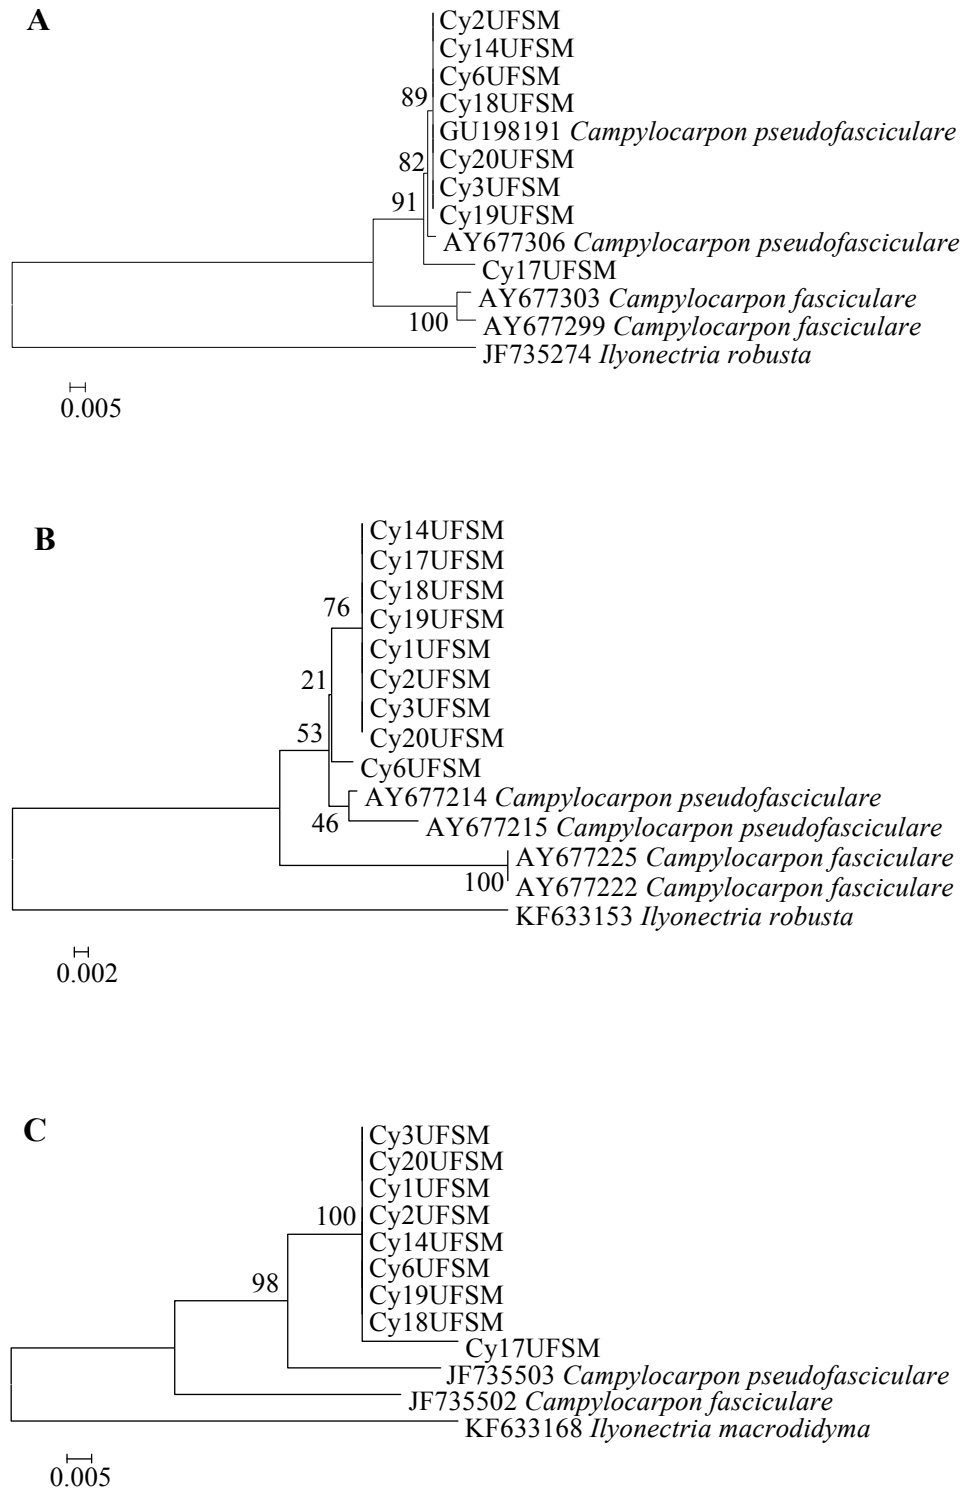 A
Cy2UFSM
Cy14UFSM
Cy6UFSM
89
Cy18UFSM
GU198191 Campylocarpon pseudofasciculare
82
Cy20UFSM
Cy3UFSM
91
Cy19UFSM
AY677306 Campylocarpon pseudofasciculare
Cy17UFSM
AY677303 Campylocarpon fasciculare
100
AY677299 Campylocarpon fasciculare
JF735274 Ilyonectria robusta
0.005
B
Cy14UFSM
Cy17UFSM
Cy18UFSM
76
Cy19UFSM
Cy1UFSM
21
Cy2UFSM
Cy3UFSM
53
Cy20UFSM
Cy6UFSM
AY677214 Campylocarpon pseudofasciculare
46
AY677215 Campylocarpon pseudofasciculare
AY677225 Campylocarpon fasciculare
100
AY677222 Campylocarpon fasciculare
KF633153 Ilyonectria robusta
0.002
C
Cy3UFSM
Cy20UFSM
Cy1UFSM
100
Cy2UFSM
Cy14UFSM
Cy6UFSM
98
Cy19UFSM
Cy18UFSM
Cy17UFSM
JF735503 Campylocarpon pseudofasciculare
JF735502 Campylocarpon fasciculare
KF633168 Ilyonectria macrodidyma
0.005